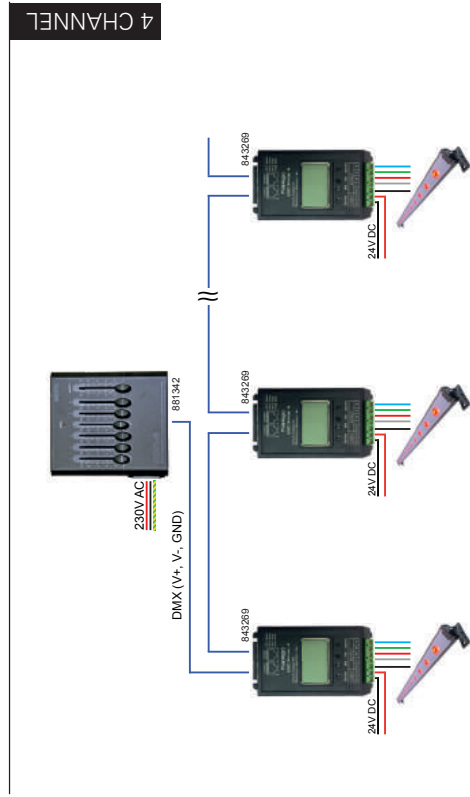 4 CHANNEL
881342
230V AC
DMX (V+, V-, GND)
843269
24V DC
843269
24V DC
843269
24V DC